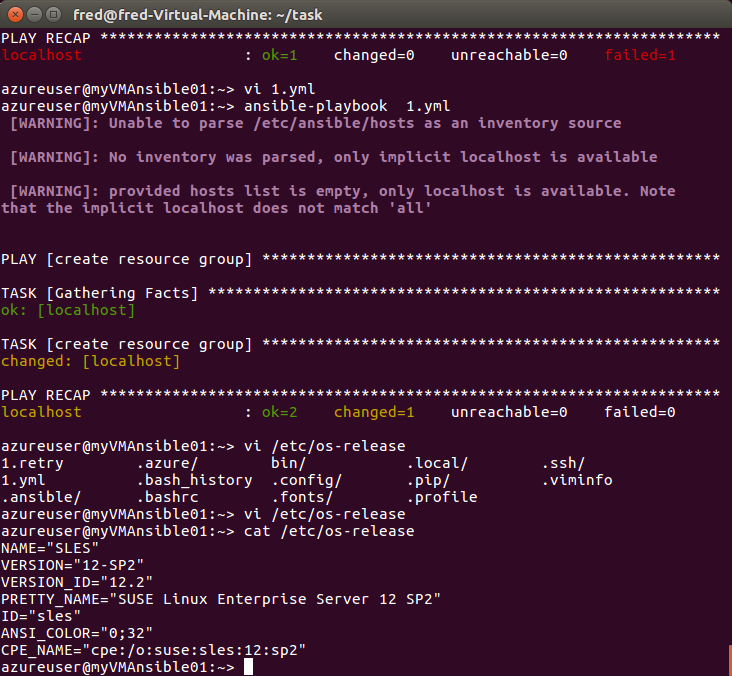 fred@fred-Virtual-Machine: ~/task
PLAY RECAP *********************************************************************
localhost                  : ok=1    changed=0    unreachable=0    failed=1

azureuser@myVMAnsible01:~> vi 1.yml
azureuser@myVMAnsible01:~> ansible-playbook  1.yml
 [WARNING]: Unable to parse /etc/ansible/hosts as an inventory source

 [WARNING]: No inventory was parsed, only implicit localhost is available

 [WARNING]: provided hosts list is empty, only localhost is available. Note
that the implicit localhost does not match 'all'


PLAY [create resource group] ***************************************************

TASK [Gathering Facts] *********************************************************
ok: [localhost]

TASK [create resource group] ***************************************************
changed: [localhost]

PLAY RECAP *********************************************************************
localhost                  : ok=2    changed=1    unreachable=0    failed=0

azureuser@myVMAnsible01:~> vi /etc/os-release
1.retry        .azure/        bin/           .local/        .ssh/
1.yml          .bash_history  .config/       .pip/          .viminfo
.ansible/      .bashrc        .fonts/        .profile
azureuser@myVMAnsible01:~> vi /etc/os-release
azureuser@myVMAnsible01:~> cat /etc/os-release
NAME="SLES"
VERSION="12-SP2"
VERSION_ID="12.2"
PRETTY_NAME="SUSE Linux Enterprise Server 12 SP2"
ID="sles"
ANSI_COLOR="0;32"
CPE_NAME="cpe:/o:suse:sles:12:sp2"
azureuser@myVMAnsible01:~>